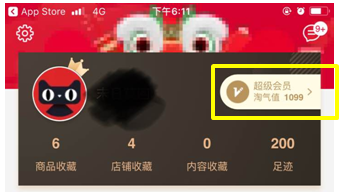 App Store 4G 下午6:11
9+
超级会员
淘气值 1099
6 4 0 200
商品收藏 店铺收藏 内容收藏 足迹